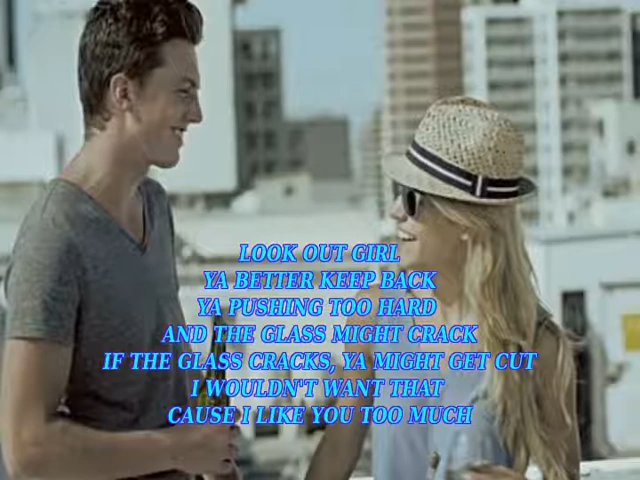 LOOK OUT GIRL
YA BETTER KEEP BACK
YA PUSHING TOO HARD
AND THE GLASS MIGHT CRACK
IF THE GLASS CRACKS, YA MIGHT GET CUT
I WOULDN'T WANT THAT
CAUSE I LIKE YOU TOO MUCH